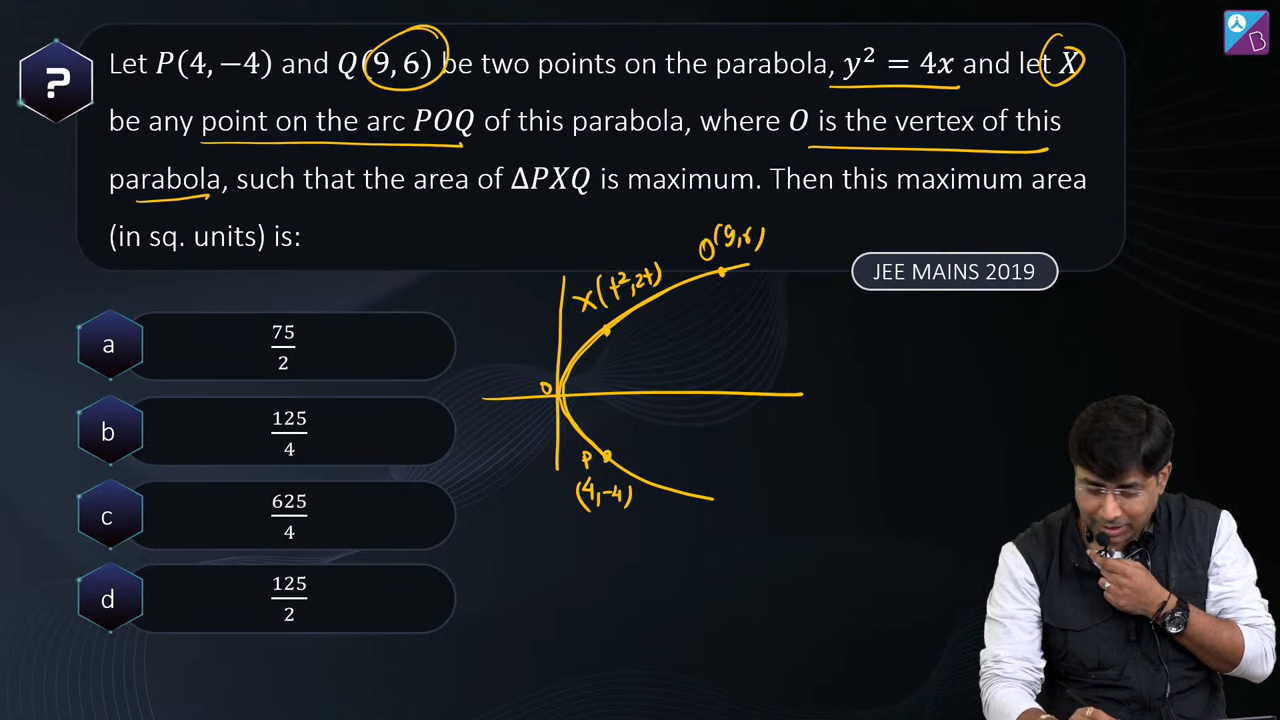 ?
Let P(4, −4) and Q(9, 6) be two points on the parabola, y² = 4x and let X
be any point on the arc POQ of this parabola, where O is the vertex of this
parabola, such that the area of ΔPXQ is maximum. Then this maximum area
(in sq. units) is:
JEE MAINS 2019
a 75/2
b 125/4
c 625/4
d 125/2
X(t²,2t)
O
P
(4,-4)
B